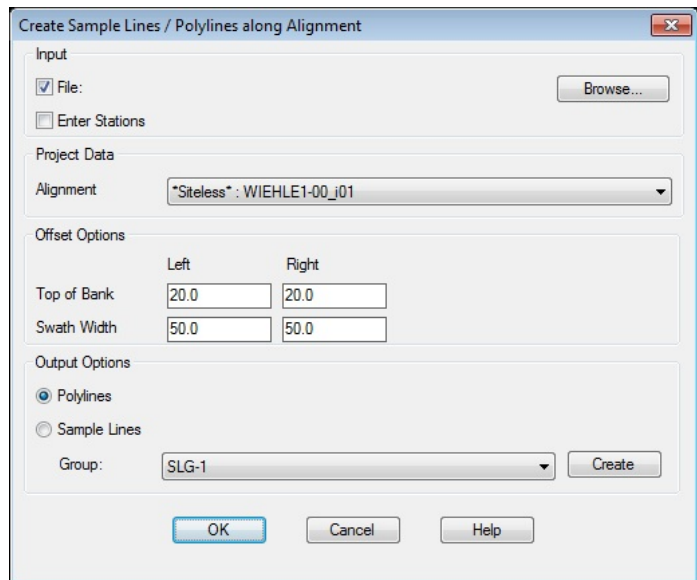 Create Sample Lines / Polylines along Alignment
Input
File:
Browse...
Enter Stations
Project Data
Alignment
*Siteless* : WIEHLE1-00_i01
Offset Options
Left Right
Top of Bank 20.0 20.0
Swath Width 50.0 50.0
Output Options
Polylines
Sample Lines
Group: SLG-1 Create
OK Cancel Help